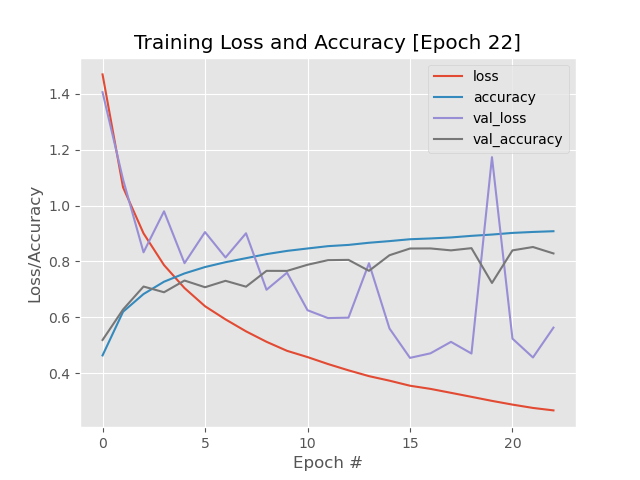 Training Loss and Accuracy [Epoch 22]
loss
accuracy
val_loss
val_accuracy
Loss/Accuracy
1.4
1.2
1.0
0.8
0.6
0.4
0 5 10 15 20
Epoch #